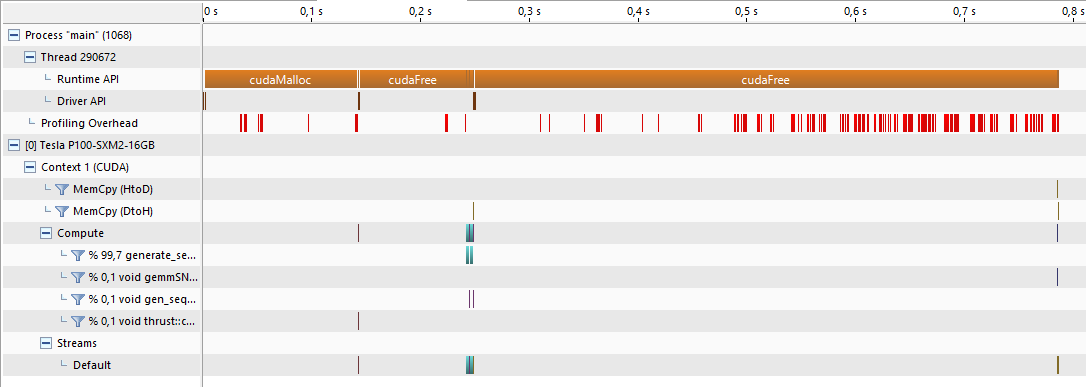 0 s 0,1 s 0,2 s 0,3 s 0,4 s 0,5 s 0,6 s 0,7 s 0,8 s
Process "main" (1068)
Thread 290672
Runtime API cudaMalloc cudaFree cudaFree
Driver API
Profiling Overhead
[0] Tesla P100-SXM2-16GB
Context 1 (CUDA)
MemCpy (HtoD)
MemCpy (DtoH)
Compute
% 99,7 generate_se...
% 0,1 void gemmSN...
% 0,1 void gen_seq...
% 0,1 void thrust::c...
Streams
Default